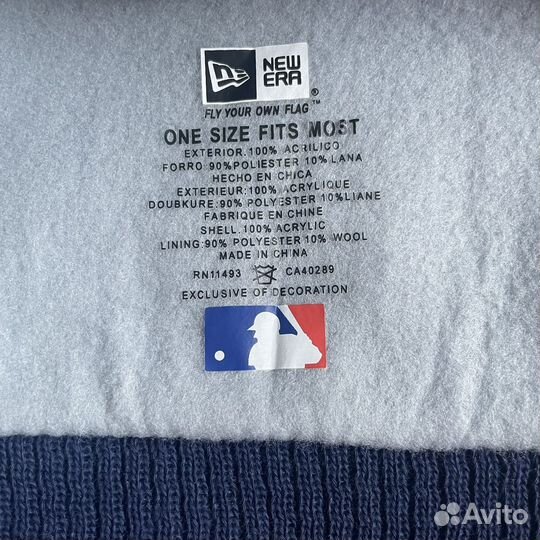 NEW
ERA®
FLY YOUR OWN FLAG™
ONE SIZE FITS MOST
EXTERIOR.100% ACRILICO
FORRO:90%POLIESTER 10%LANA
HECHO EN CHICA
EXTERIEUR:100% ACRYLIQUE
DOUBKURE:90% POLYESTER 10%LIANE
FABRIQUE EN CHINE
SHELL:100% ACRYLIC
LINING:90% POLYESTER 10% WOOL
MADE IN CHINA
RN11493 CA40289
EXCLUSIVE OF DECORATION
Avito